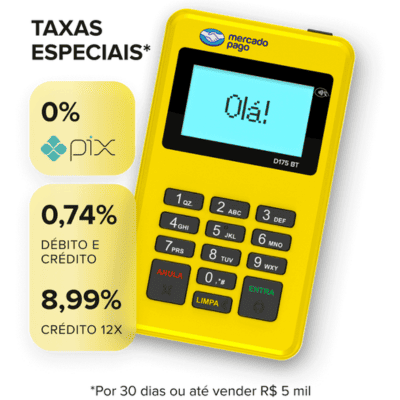 TAXAS
ESPECIAIS*
0%
pix
0,74%
DÉBITO E
CRÉDITO
8,99%
CRÉDITO 12X
mercado
pago
Olá!
D175 BT
1 QZ.
2 ABC
3 DEF
4 GHI
5 JKL
6 MNO
7 PRS
8 TUV
9 WXY
ANULA
0 ,*#
ENTRA
LIMPA
*Por 30 dias ou até vender R$ 5 mil